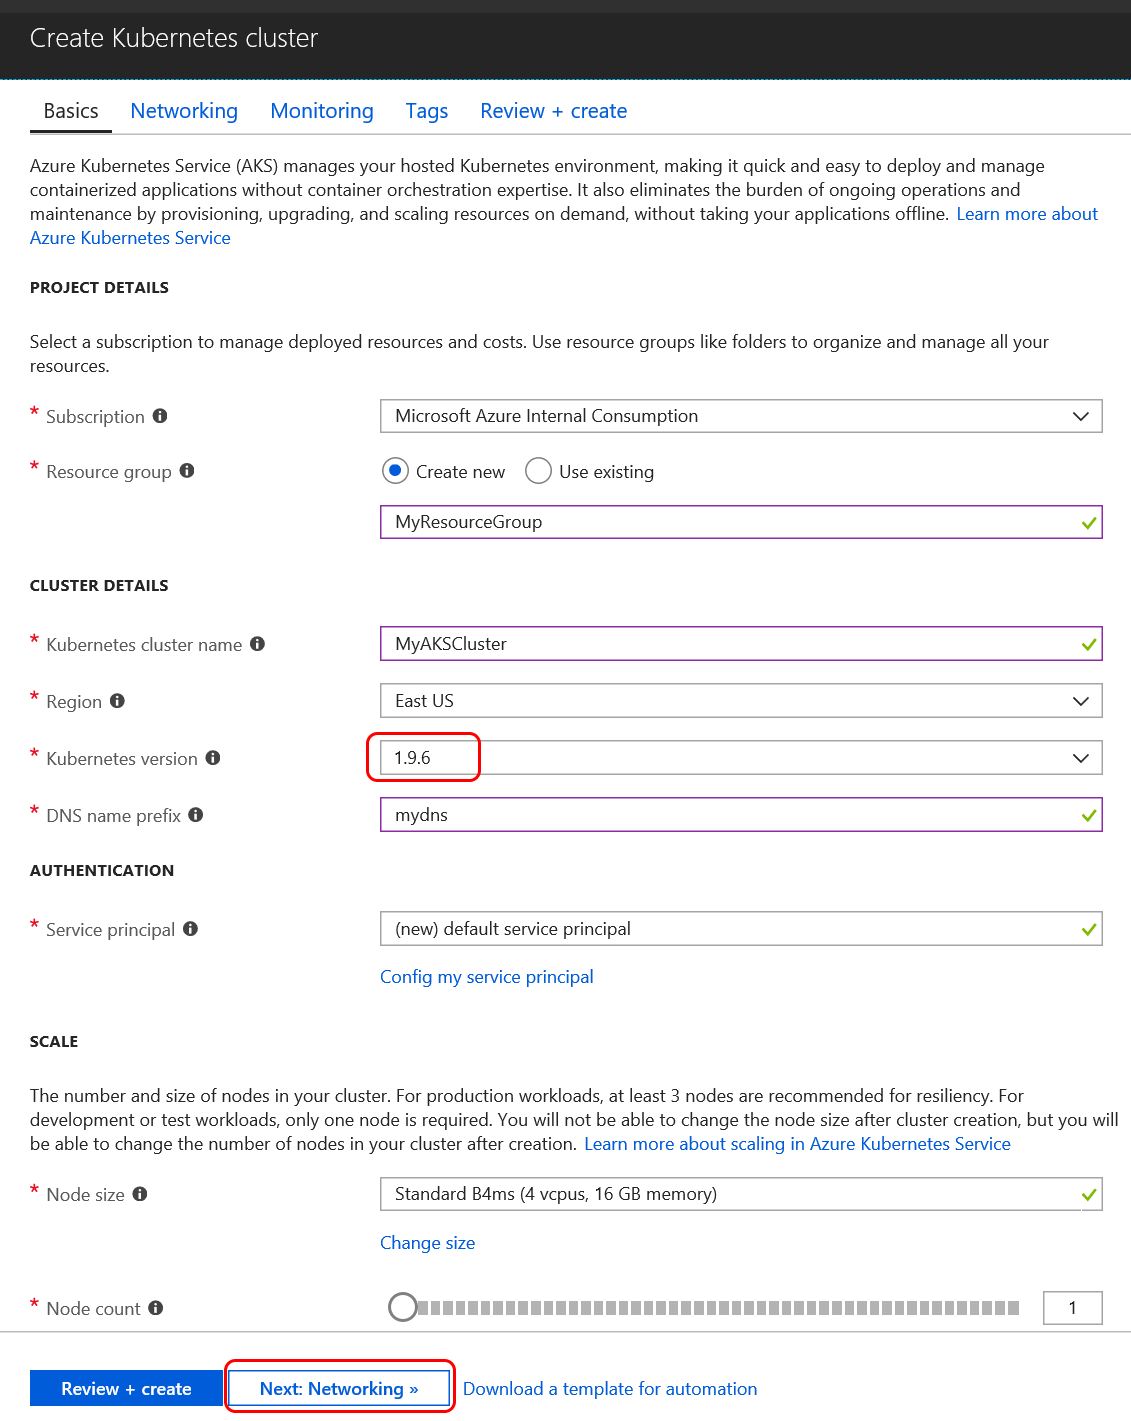 Create Kubernetes cluster
Basics Networking Monitoring Tags Review + create
Azure Kubernetes Service (AKS) manages your hosted Kubernetes environment, making it quick and easy to deploy and manage
containerized applications without container orchestration expertise. It also eliminates the burden of ongoing operations and
maintenance by provisioning, upgrading, and scaling resources on demand, without taking your applications offline. Learn more about
Azure Kubernetes Service
PROJECT DETAILS
Select a subscription to manage deployed resources and costs. Use resource groups like folders to organize and manage all your
resources.
* Subscription Microsoft Azure Internal Consumption
* Resource group Create new Use existing
MyResourceGroup
CLUSTER DETAILS
* Kubernetes cluster name MyAKSCluster
* Region East US
* Kubernetes version 1.9.6
* DNS name prefix mydns
AUTHENTICATION
* Service principal (new) default service principal
Config my service principal
SCALE
The number and size of nodes in your cluster. For production workloads, at least 3 nodes are recommended for resiliency. For
development or test workloads, only one node is required. You will not be able to change the node size after cluster creation, but you will
be able to change the number of nodes in your cluster after creation. Learn more about scaling in Azure Kubernetes Service
* Node size Standard B4ms (4 vcpus, 16 GB memory)
Change size
* Node count 1
Review + create Next: Networking » Download a template for automation